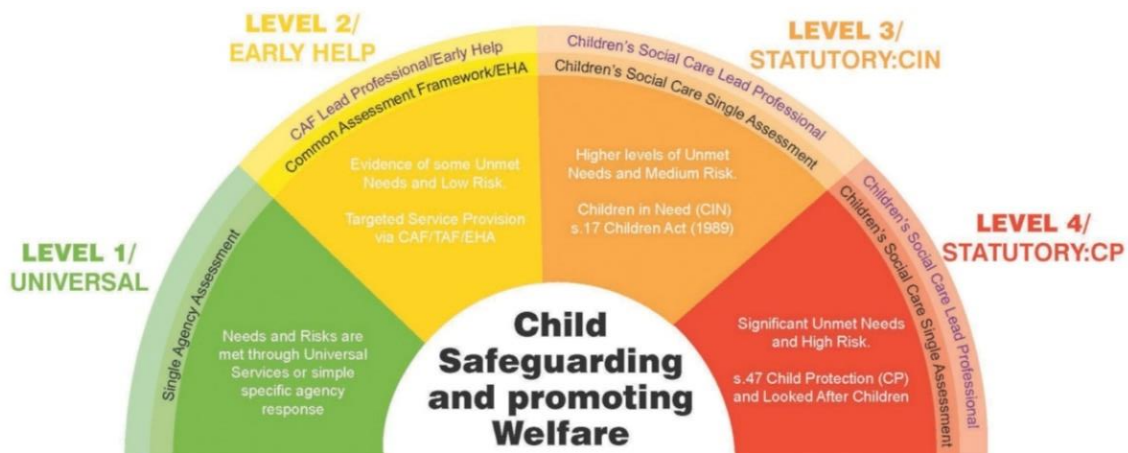 LEVEL 1/
UNIVERSAL
Single Agency Assessment
Needs and Risks are
met through Universal
Services or simple
specific agency
response
LEVEL 2/
EARLY HELP
CAF Lead Professional/Early Help
Common Assessment Framework/EHA
Evidence of some Unmet
Needs and Low Risk.
Targeted Service Provision
via CAF/TAF/EHA
LEVEL 3/
STATUTORY:CIN
Children's Social Care Lead Professional
Children's Social Care Single Assessment
Higher levels of Unmet
Needs and Medium Risk.
Children in Need (CIN)
s.17 Children Act (1989)
LEVEL 4/
STATUTORY:CP
Children's Social Care Lead Professional
Children's Social Care Single Assessment
Significant Unmet Needs
and High Risk.
s.47 Child Protection (CP)
and Looked After Children
Child
Safeguarding
and promoting
Welfare